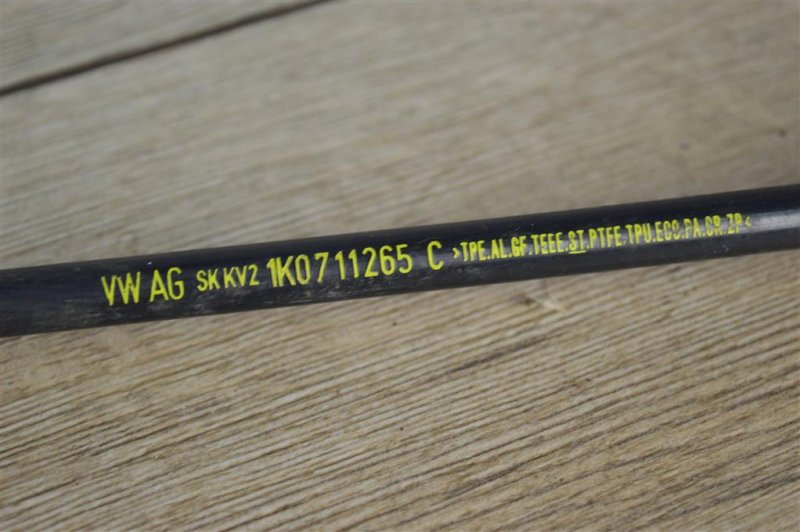 VW AG SK KV2 1K0711265 C >TPE.AL.GF.TEEE.ST.PTFE.TPU.ECO.PA.CR.ZP<